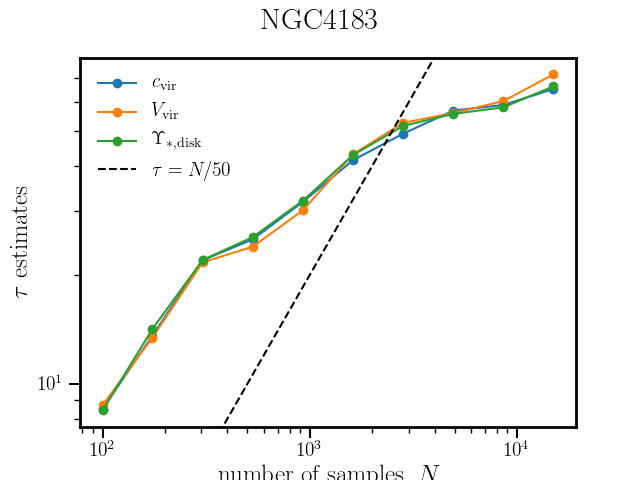 NGC4183
c_vir
V_vir
Υ_*,disk
τ = N/50
τ estimates
10^1
10^2 10^3 10^4
number of samples, N